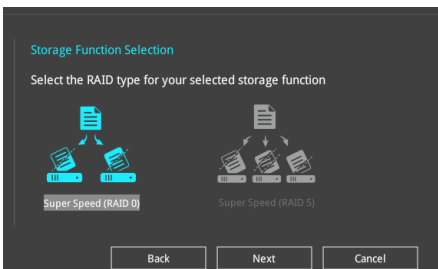 Storage Function Selection
Select the RAID type for your selected storage function
Super Speed (RAID 0)
Super Speed (RAID 5)
Back
Next
Cancel